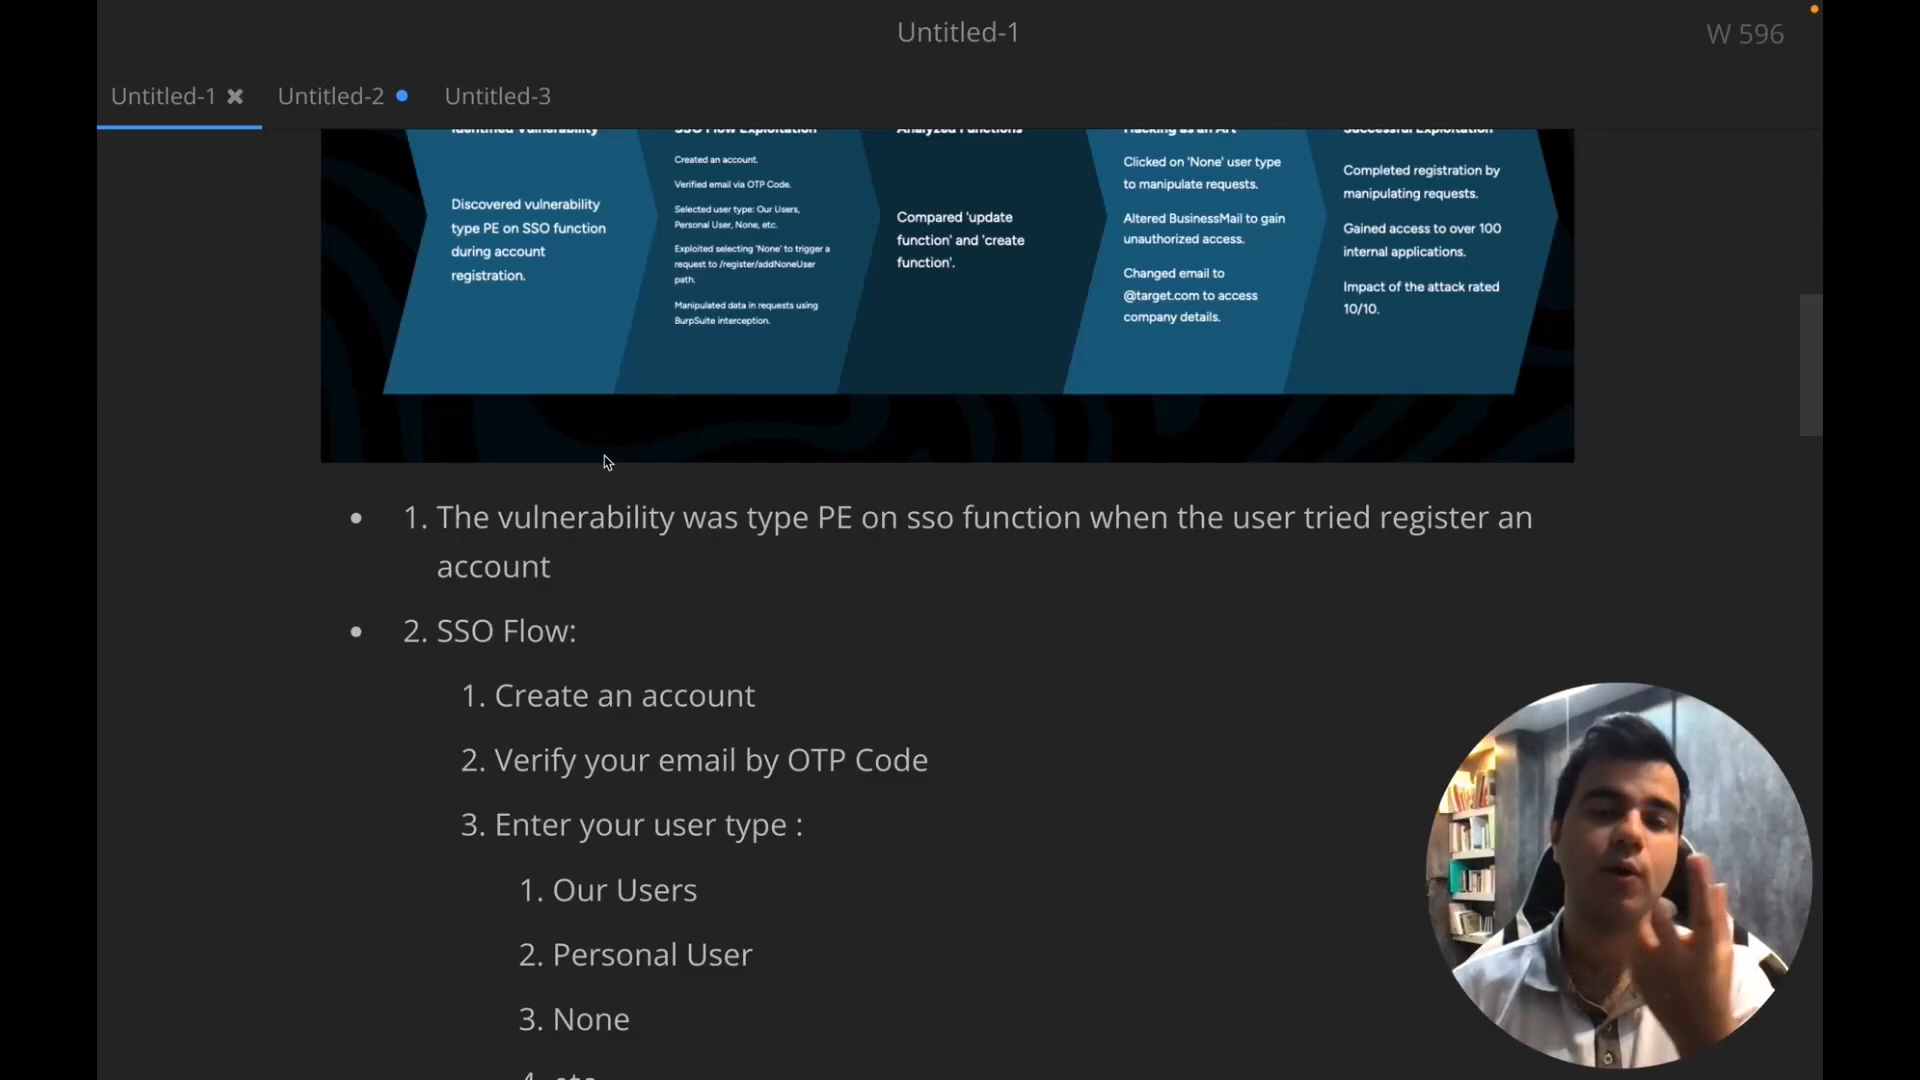 Untitled-1
W 596
Untitled-1
Untitled-2
Untitled-3
Identified Vulnerability
Discovered vulnerability
type PE on SSO function
during account
registration.
SSO Flow Exploitation
Created an account.
Verified email via OTP Code.
Selected user type: Our Users,
Personal User, None, etc.
Exploited selecting 'None' to trigger a
request to /register/addNoneUser
path.
Manipulated data in requests using
BurpSuite interception.
Analyzed Functions
Compared 'update
function' and 'create
function'.
Hacking as an Art
Clicked on 'None' user type
to manipulate requests.
Altered BusinessMail to gain
unauthorized access.
Changed email to
@target.com to access
company details.
Successful Exploitation
Completed registration by
manipulating requests.
Gained access to over 100
internal applications.
Impact of the attack rated
10/10.
• 1. The vulnerability was type PE on sso function when the user tried register an
account
• 2. SSO Flow:
1. Create an account
2. Verify your email by OTP Code
3. Enter your user type :
1. Our Users
2. Personal User
3. None
4. etc